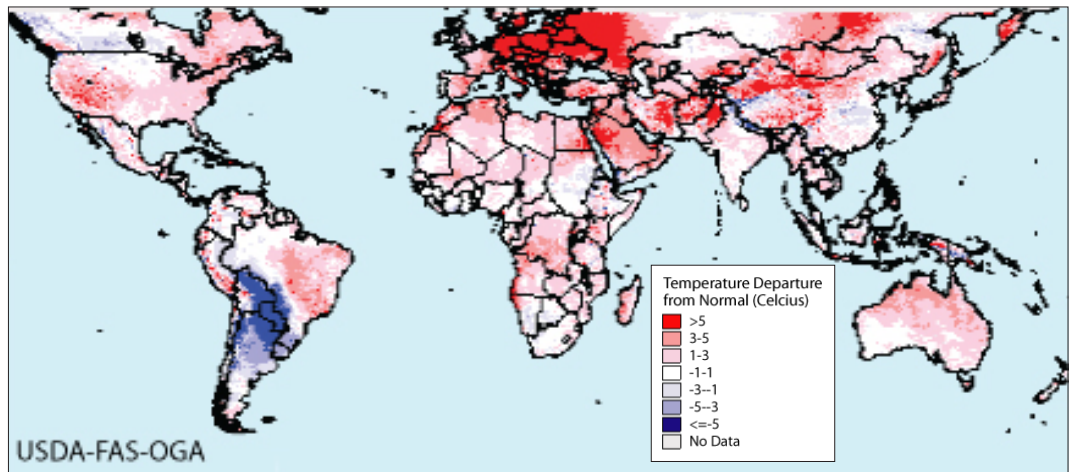 Temperature Departure
from Normal (Celcius)
>5
3-5
1-3
-1-1
-3--1
-5--3
<=-5
No Data
USDA-FAS-OGA